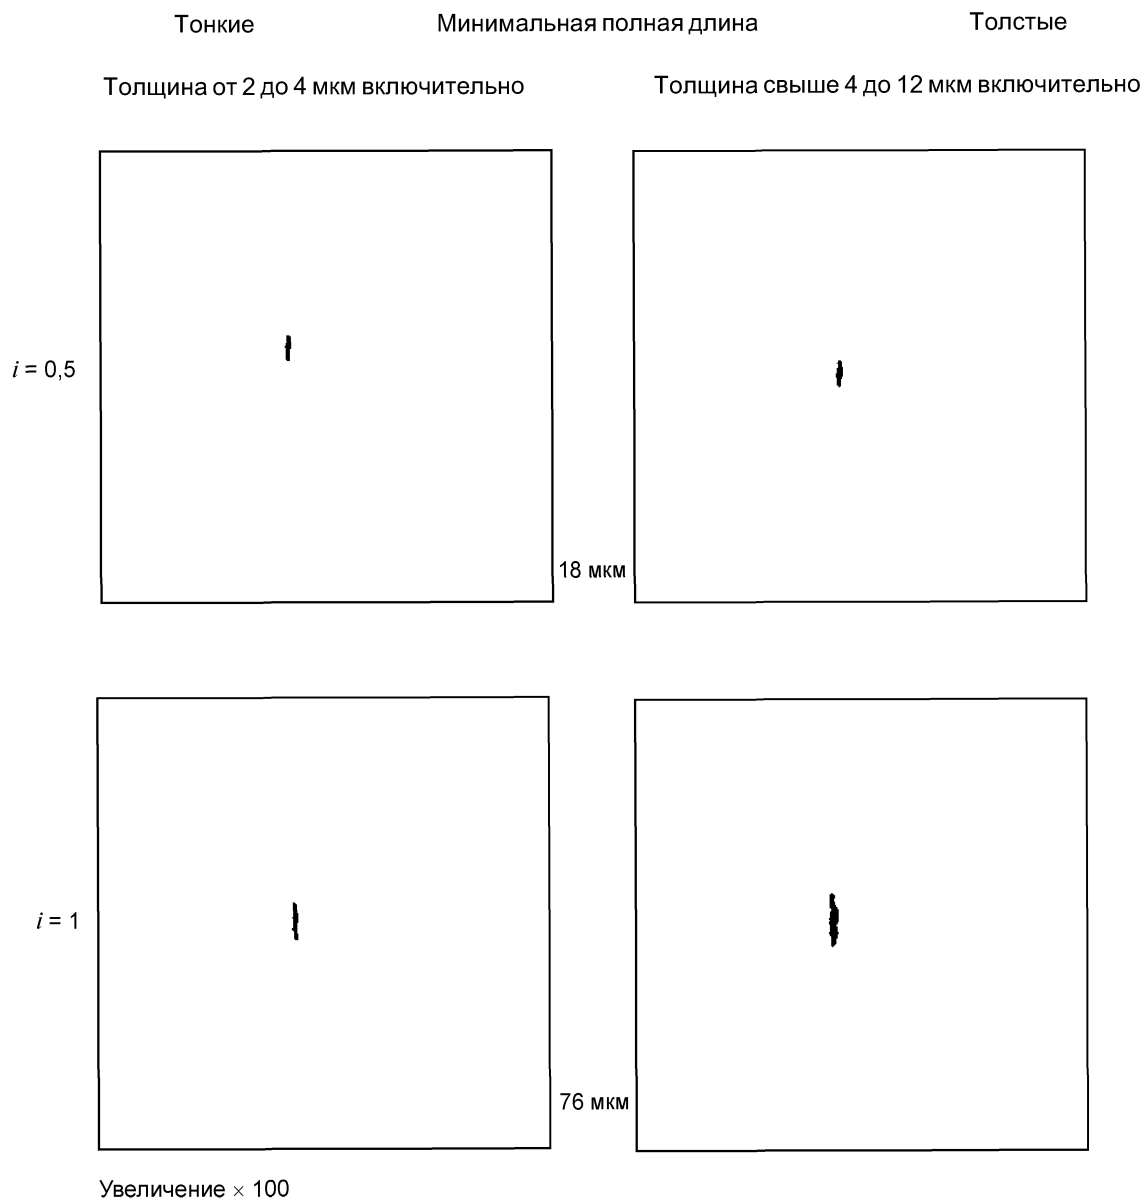 Тонкие Минимальная полная длина Толстые
Толщина от 2 до 4 мкм включительно Толщина свыше 4 до 12 мкм включительно
i = 0,5
18 мкм
i = 1
76 мкм
Увеличение × 100